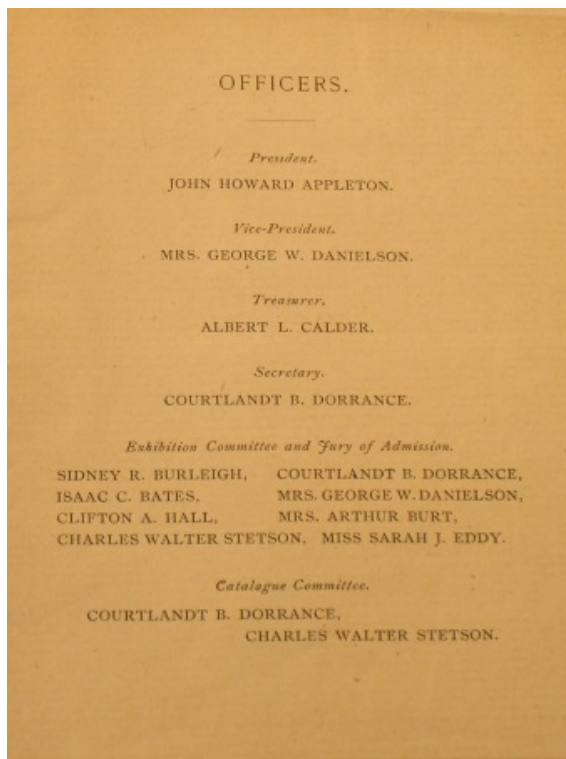 OFFICERS.
President.
JOHN HOWARD APPLETON.
Vice-President.
MRS. GEORGE W. DANIELSON.
Treasurer.
ALBERT L. CALDER.
Secretary.
COURTLANDT B. DORRANCE.
Exhibition Committee and Jury of Admission.
SIDNEY R. BURLEIGH, COURTLANDT B. DORRANCE,
ISAAC C. BATES, MRS. GEORGE W. DANIELSON,
CLIFTON A. HALL, MRS. ARTHUR BURT,
CHARLES WALTER STETSON, MISS SARAH J. EDDY.
Catalogue Committee.
COURTLANDT B. DORRANCE,
CHARLES WALTER STETSON.